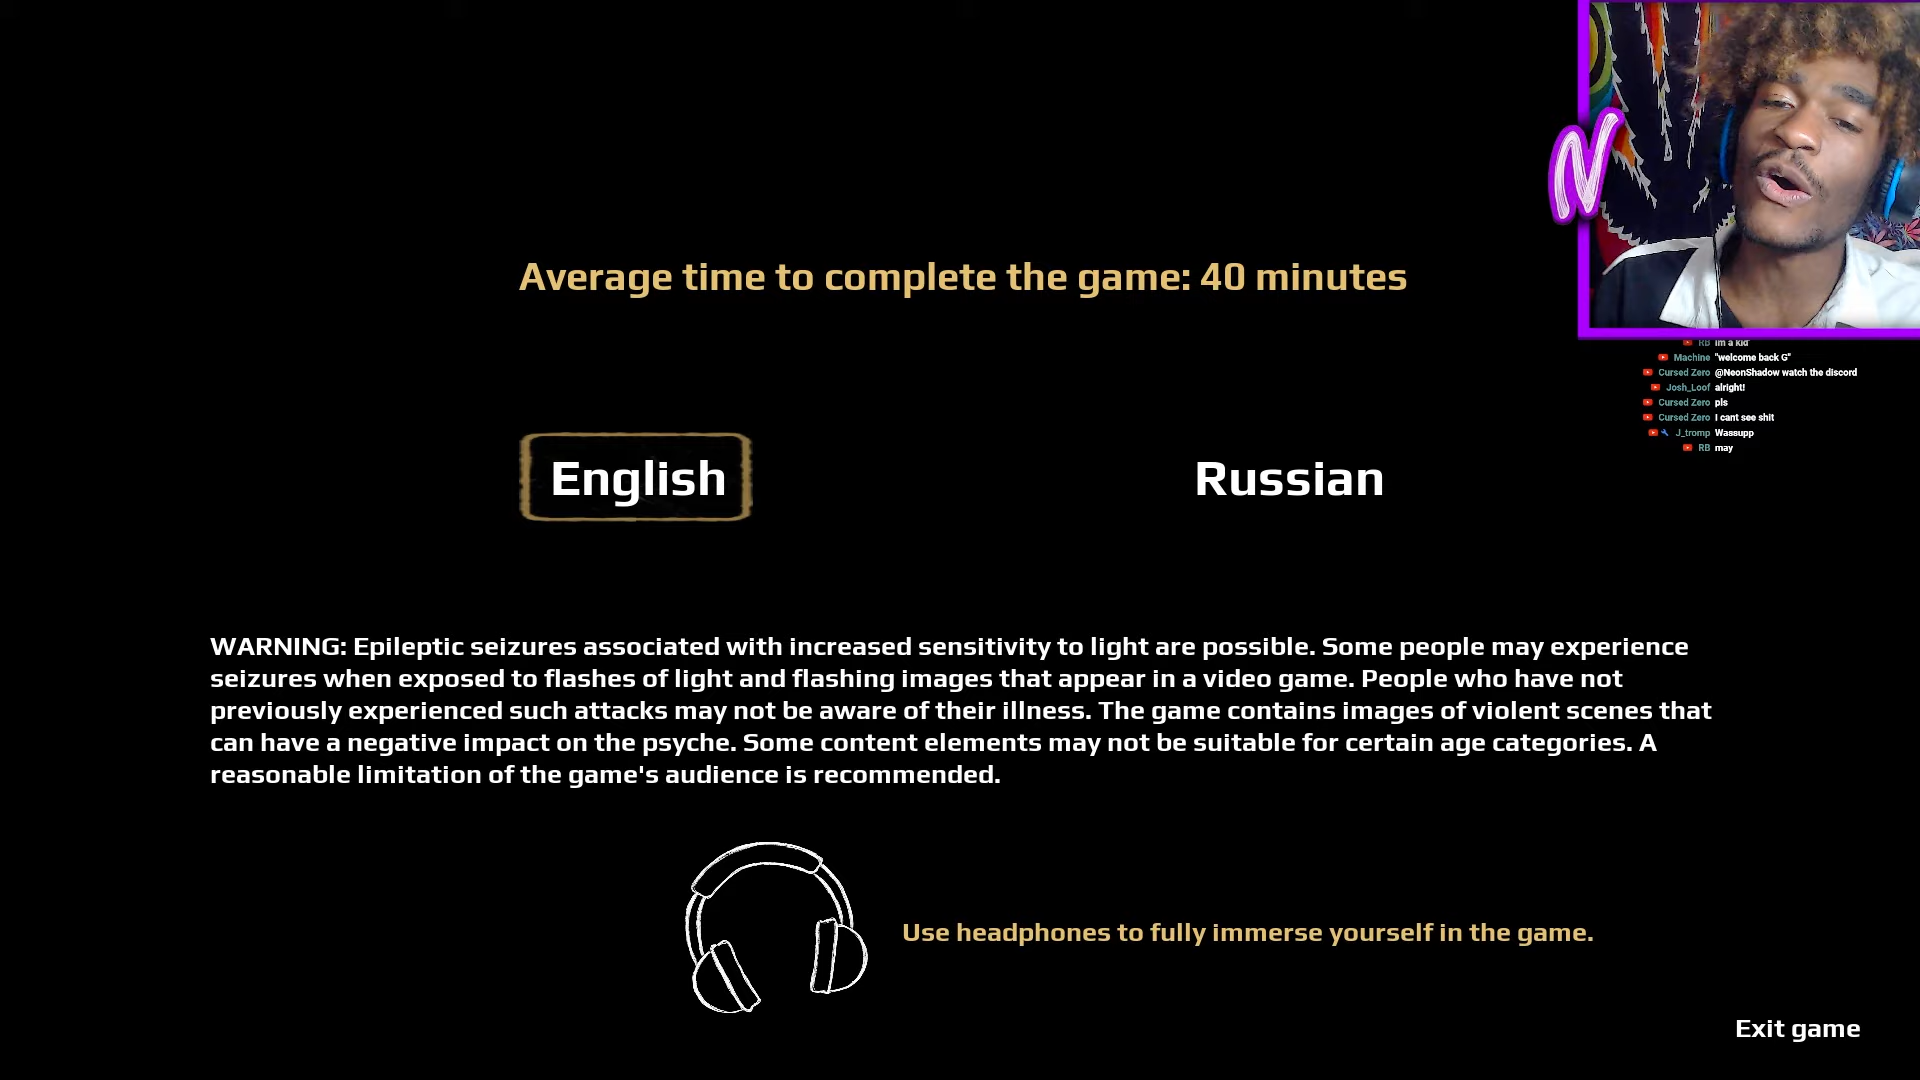 Average time to complete the game: 40 minutes
N
RB im a kid
Machine "welcome back G"
Cursed Zero @NeonShadow watch the discord
Josh_Loof alright!
Cursed Zero pls
Cursed Zero I cant see shit
J_tromp Wassupp
RB may
English
Russian
WARNING: Epileptic seizures associated with increased sensitivity to light are possible. Some people may experience
seizures when exposed to flashes of light and flashing images that appear in a video game. People who have not
previously experienced such attacks may not be aware of their illness. The game contains images of violent scenes that
can have a negative impact on the psyche. Some content elements may not be suitable for certain age categories. A
reasonable limitation of the game's audience is recommended.
Use headphones to fully immerse yourself in the game.
Exit game